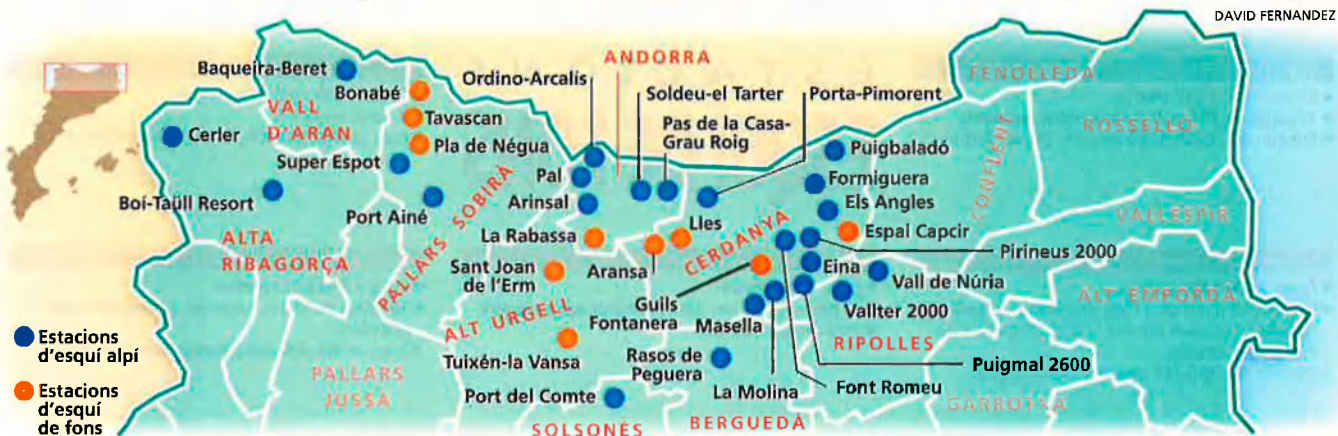 DAVID FERNANDEZ
ANDORRA
Baqueira-Beret
Ordino-Arcalís
FENOLLEDA
Bonabé
Soldeu-el Tarter
Porta-Pimorent
VALL
D'ARAN
Tavascan
Pas de la Casa-
Grau Roig
ROSSELLO
Cerler
Pla de Négua
Puigbaladó
Super Espot
Pal
Formiguera
CONFLENT
Boí-Taüll Resort
Port Ainé
PALLARS SOBIRÀ
Arinsal
Lles
Els Angles
VALLESPIR
ALTA
RIBAGORÇA
La Rabassa
CERDANYA
Espai Capcir
Aransa
Pirineus 2000
Sant Joan
de l'Erm
Eina
Vall de Núria
Guils
Fontanera
ALT EMPORDÀ
ALT URGELL
Masella
Vallter 2000
Estacions
d'esquí alpí
Tuixén-la Vansa
RIPOLLES
Rasos de
Peguera
Puigmal 2600
PALLARS
JUSSA
La Molina
Font Romeu
Estacions
d'esquí
de fons
Port del Comte
GARROTXA
SOLSONÉS
BERGUEDÀ